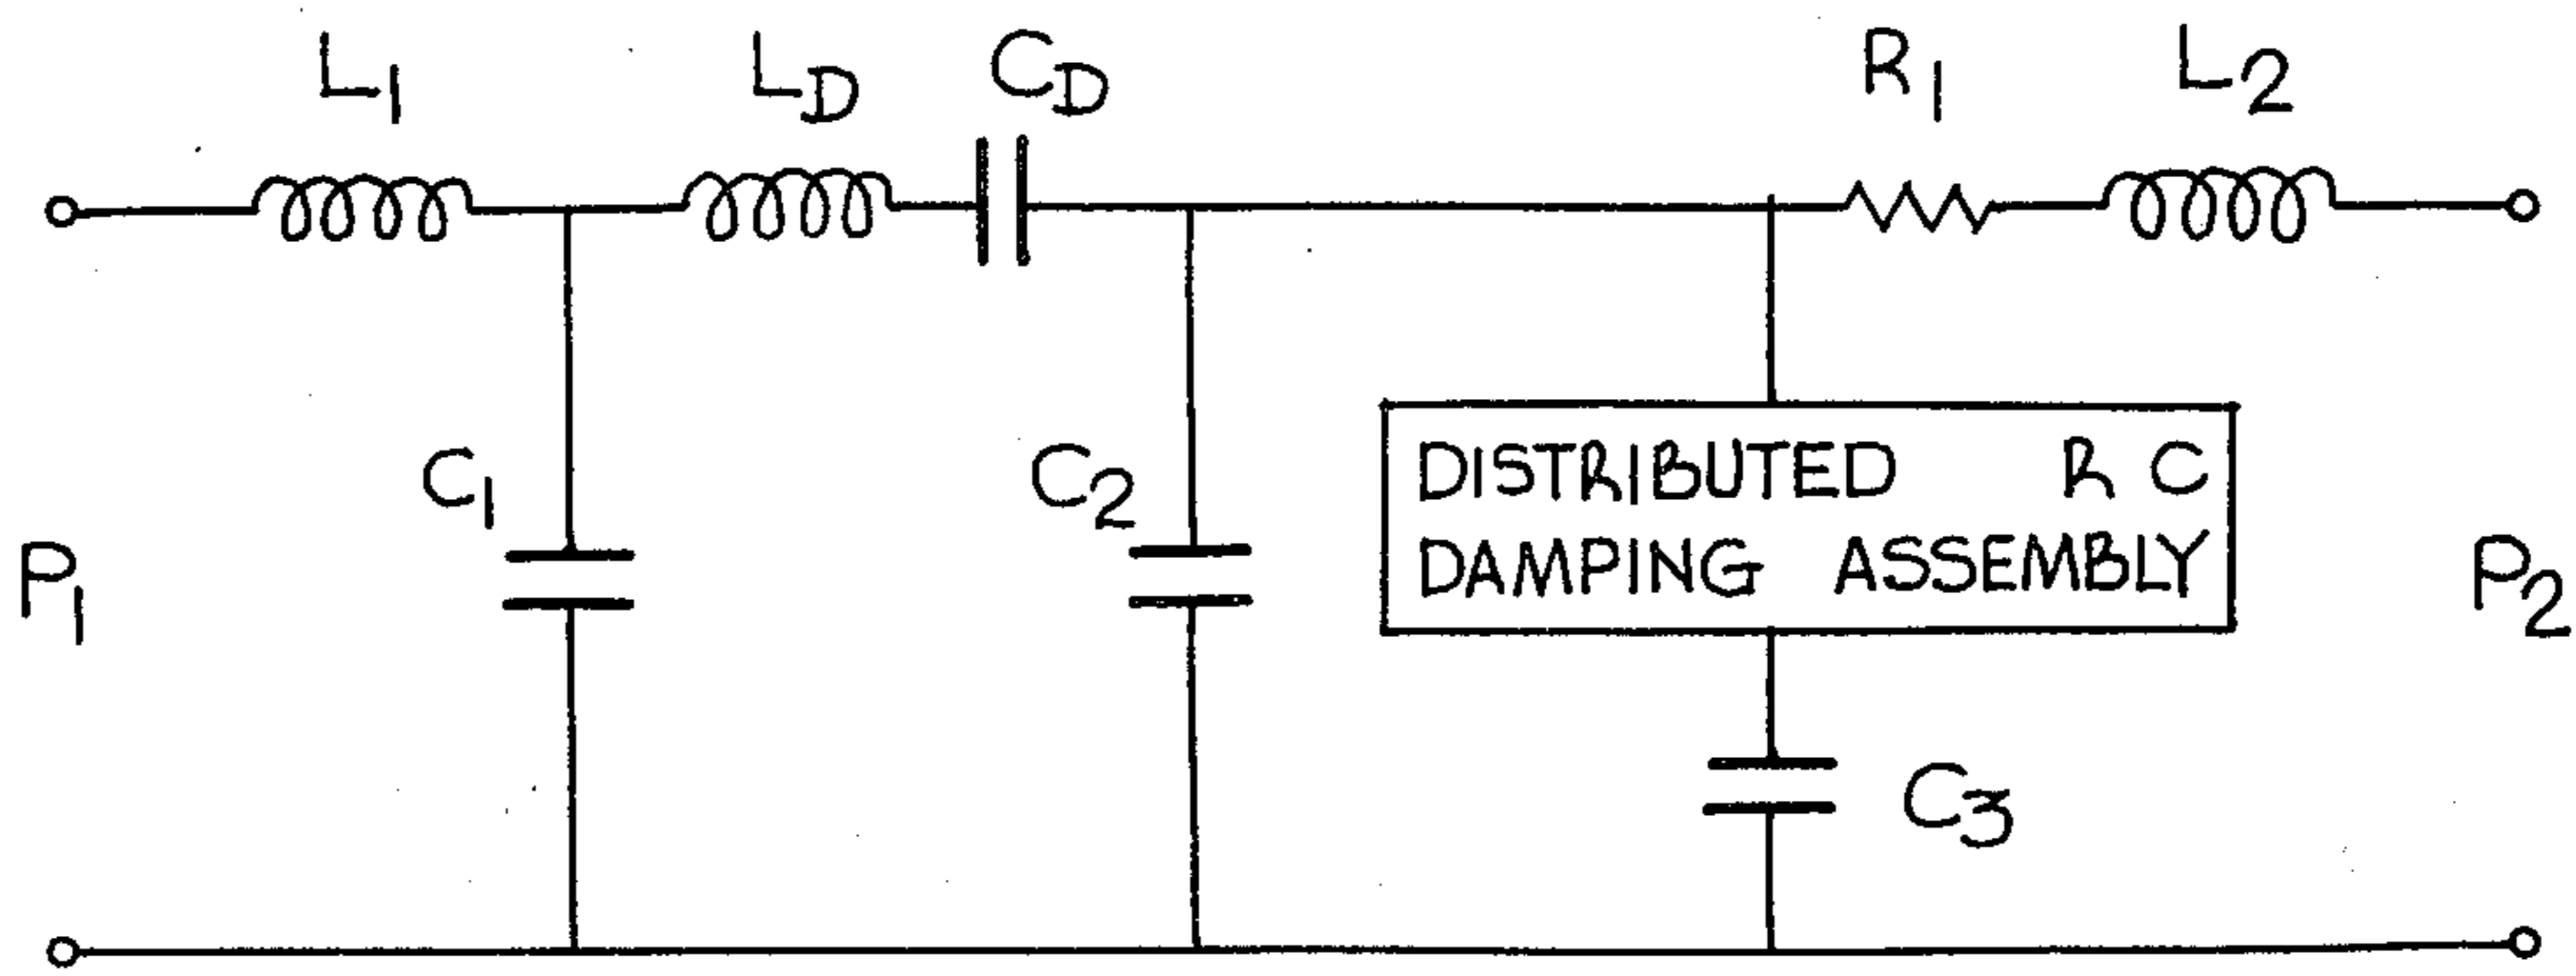 L1
LD
CD
R1
L2
C1
C2
DISTRIBUTED RC
DAMPING ASSEMBLY
P1
P2
C3